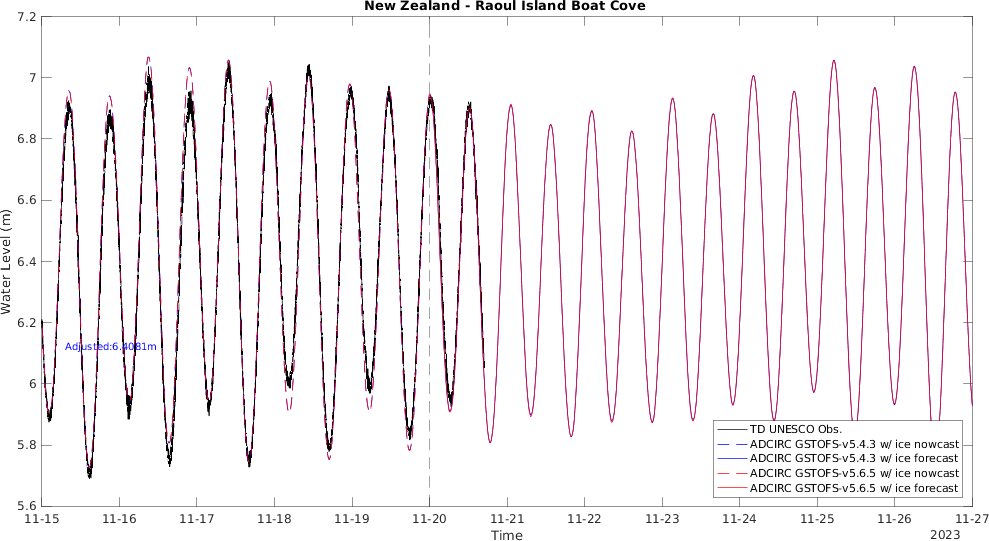 New Zealand - Raoul Island Boat Cove
7.2
7
6.8
6.6
6.4
6.2
6
5.8
5.6
Water Level (m)
Adjusted:6.4081m
TD UNESCO Obs.
ADCIRC GSTOFS-v5.4.3 w/ ice nowcast
ADCIRC GSTOFS-v5.4.3 w/ ice forecast
ADCIRC GSTOFS-v5.6.5 w/ ice nowcast
ADCIRC GSTOFS-v5.6.5 w/ ice forecast
11-15 11-16 11-17 11-18 11-19 11-20 11-21 11-22 11-23 11-24 11-25 11-26 11-27
Time
2023